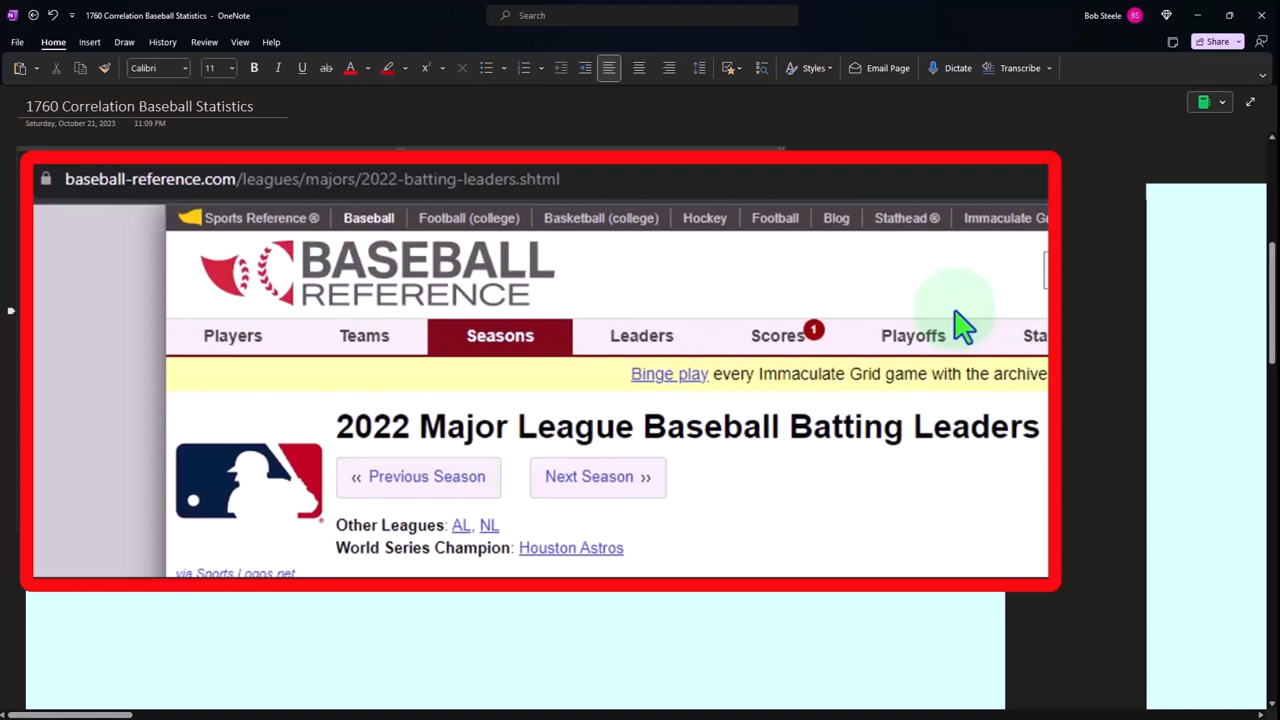 1760 Correlation Baseball Statistics - OneNote
Search
Bob Steele
BS
File Home Insert Draw History Review View Help
Share
Calibri 11 B I U ab A x Styles Email Page Dictate Transcribe
1760 Correlation Baseball Statistics
Saturday, October 21, 2023 11:09 PM
baseball-reference.com/leagues/majors/2022-batting-leaders.shtml
Sports Reference ® Baseball Football (college) Basketball (college) Hockey Football Blog Stathead ® Immaculate Gr
BASEBALL
REFERENCE
Players Teams Seasons Leaders Scores 1 Playoffs Sta
Binge play every Immaculate Grid game with the archive
2022 Major League Baseball Batting Leaders
‹‹ Previous Season Next Season ››
Other Leagues: AL, NL
World Series Champion: Houston Astros
via Sports Logos.net